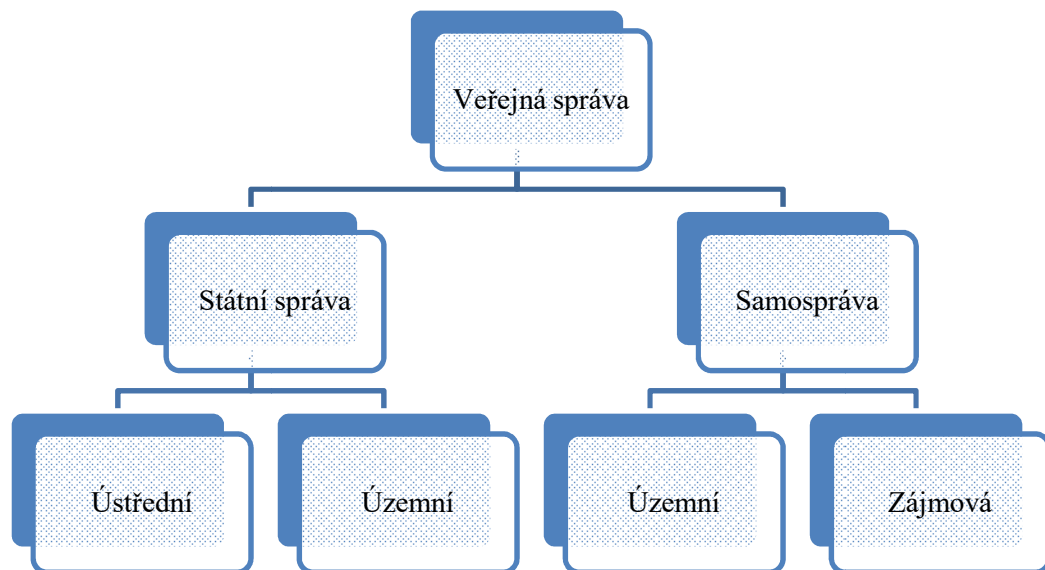 Veřejná správa
Státní správa
Samospráva
Ústřední
Územní
Územní
Zájmová